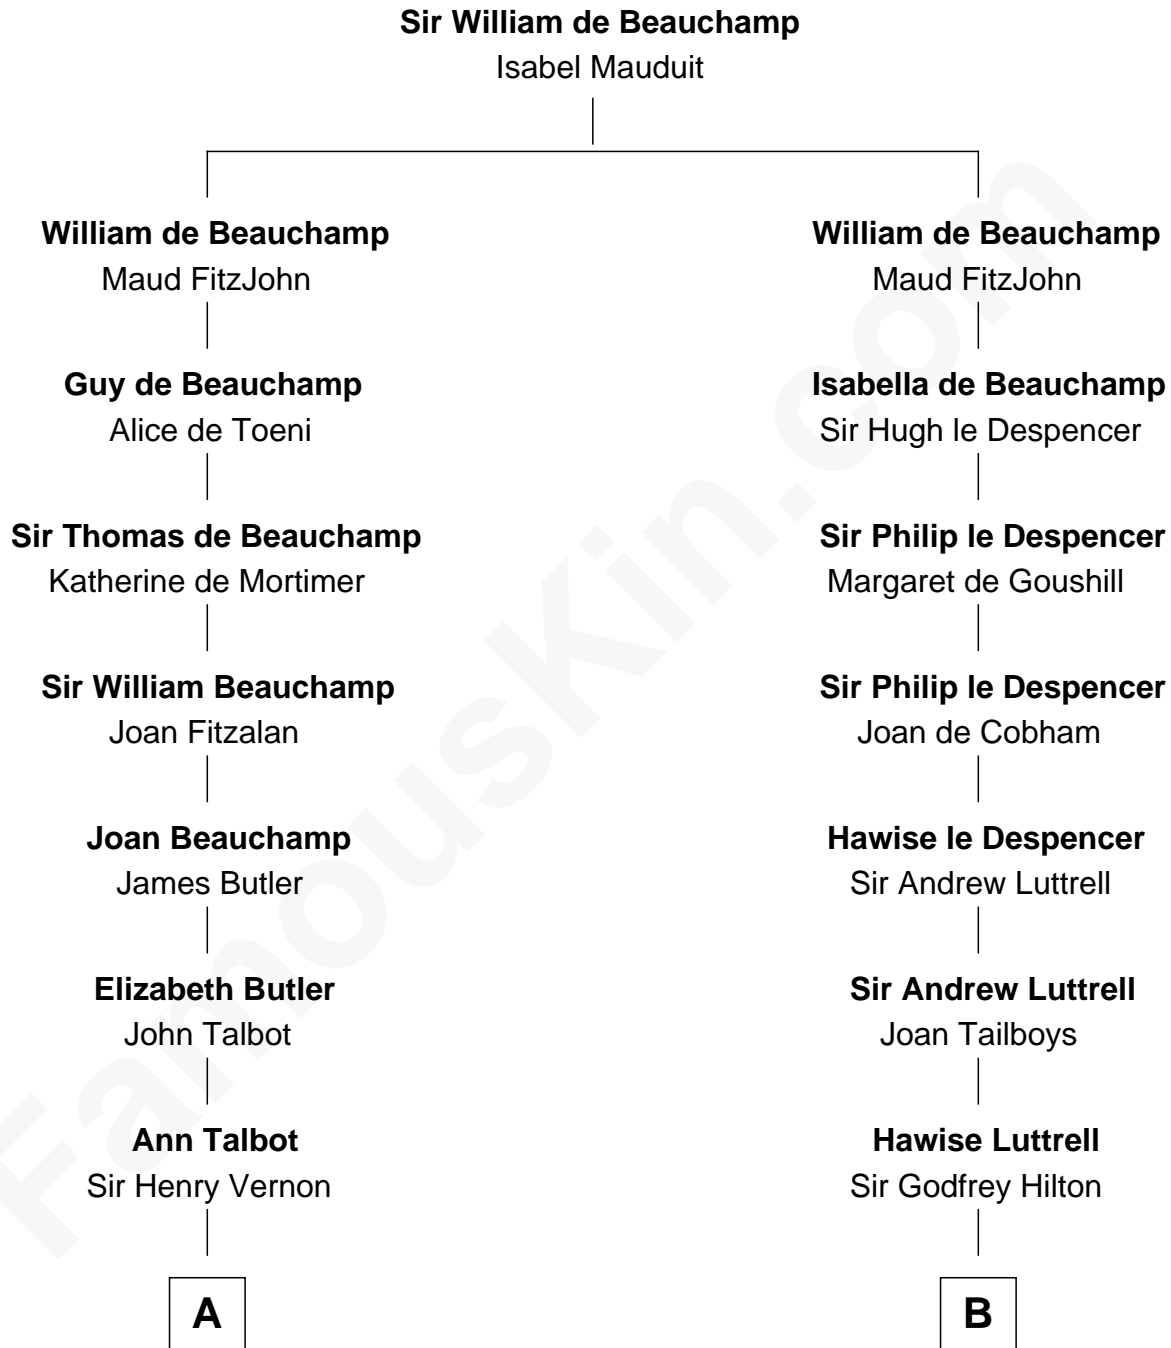 Sir William de Beauchamp
Isabel Mauduit
William de Beauchamp
Maud FitzJohn
William de Beauchamp
Maud FitzJohn
Guy de Beauchamp
Alice de Toeni
Isabella de Beauchamp
Sir Hugh le Despencer
Sir Thomas de Beauchamp
Katherine de Mortimer
Sir Philip le Despencer
Margaret de Goushill
Sir William Beauchamp
Joan Fitzalan
Sir Philip le Despencer
Joan de Cobham
Joan Beauchamp
James Butler
Hawise le Despencer
Sir Andrew Luttrell
Elizabeth Butler
John Talbot
Sir Andrew Luttrell
Joan Tailboys
Ann Talbot
Sir Henry Vernon
Hawise Luttrell
Sir Godfrey Hilton
A
B
FamousKin.com